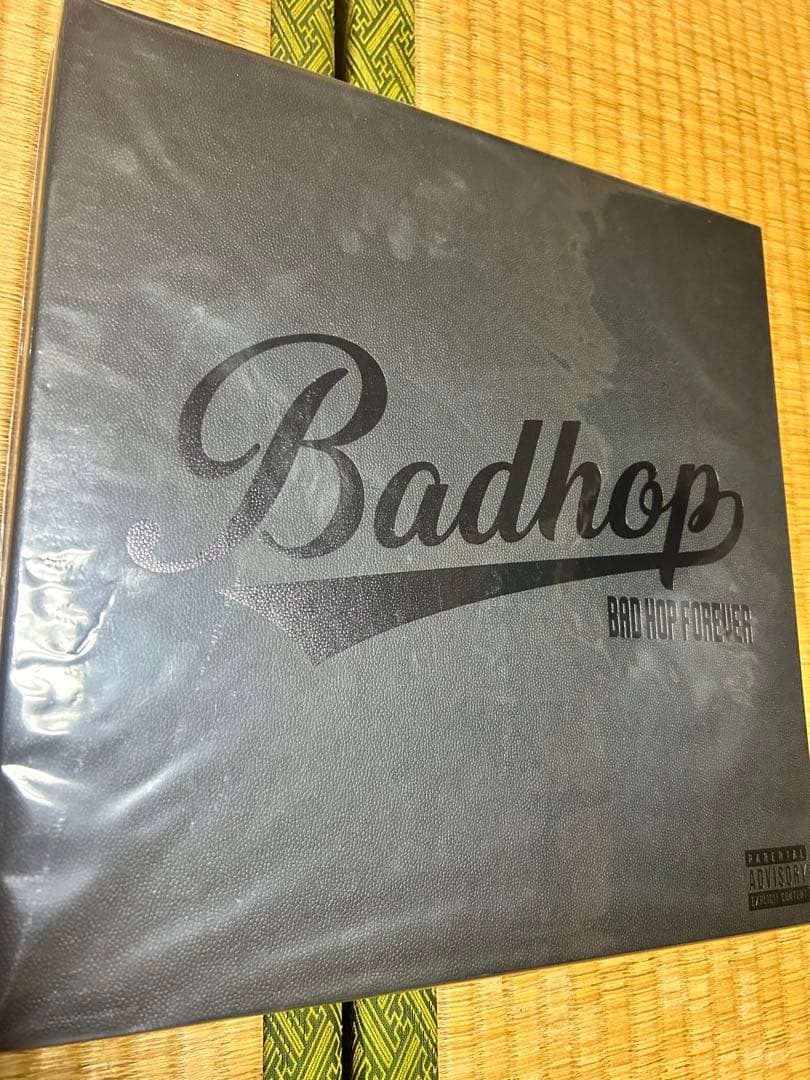 Badhop
BAD HOP FOREVER
PARENTAL
ADVISORY
EXPLICIT CONTENT